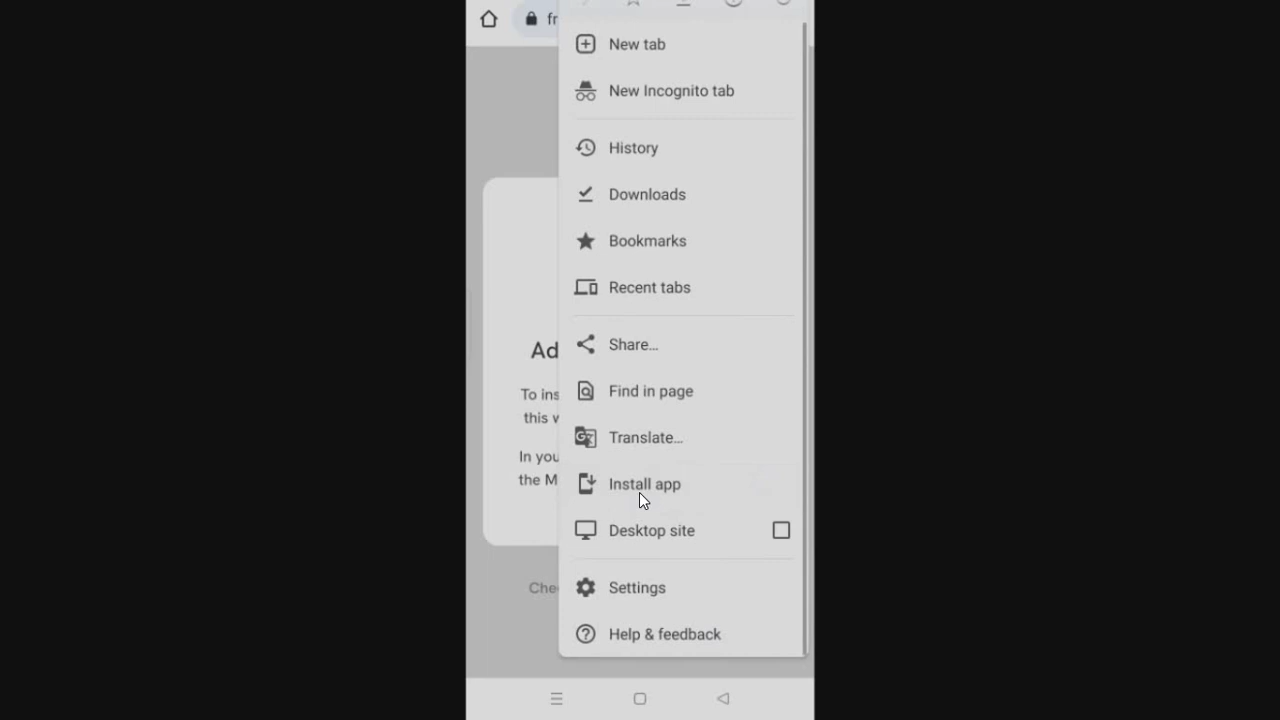 fr
New tab
New Incognito tab
History
Downloads
Bookmarks
Recent tabs
Share...
Find in page
Translate...
Install app
Desktop site
Settings
Help & feedback
Ad
To ins
this w
In you
the M
Che